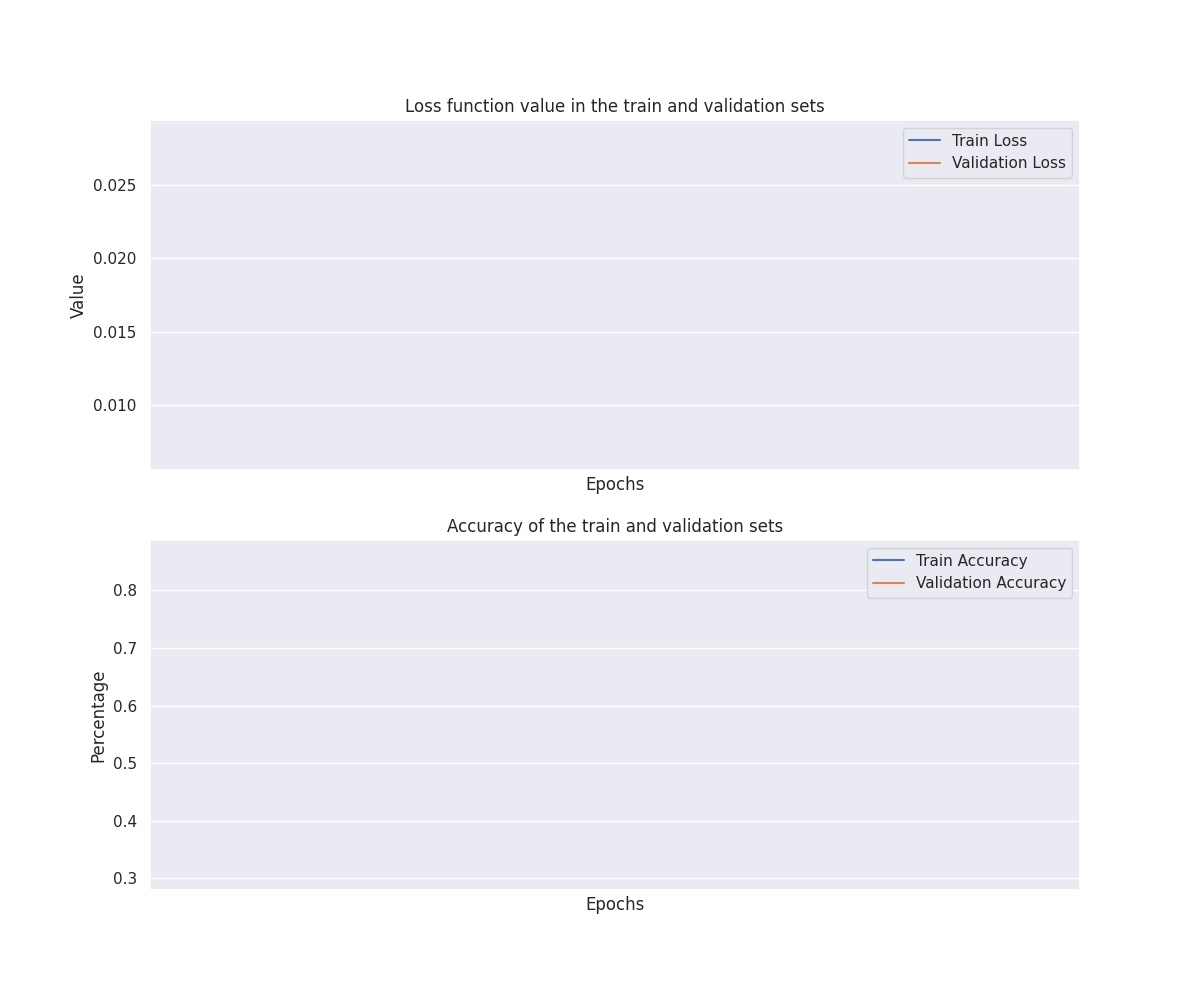 Loss function value in the train and validation sets
Train Loss
Validation Loss
0.025
0.020
0.015
0.010
Value
Epochs
Accuracy of the train and validation sets
Train Accuracy
Validation Accuracy
0.8
0.7
0.6
0.5
0.4
0.3
Percentage
Epochs